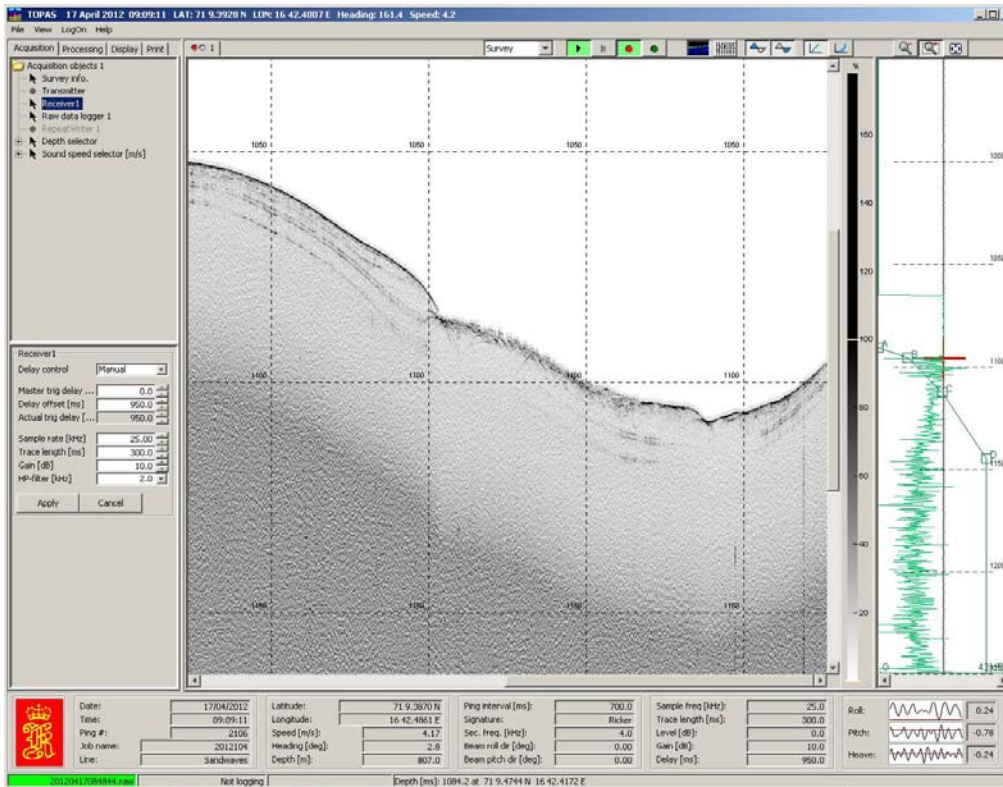 TOPAS 17 April 2012 09:09:11 LAT: 71 9.3928 N LON: 16 42.4807 E Heading: 161.4 Speed: 4.2
File View LogOn Help
Acquisition Processing Display Print
1
Survey
Acquisition objects 1
Survey info.
Transmitter
Receiver1
Raw data logger 1
RepeatWriter 1
Depth selector
Sound speed selector [m/s]
1050 1050 1050 1050
1100 1100 1100
1150 1150 1150 1150
%
160
140
120
100
80
60
40
20
1000
1050
1100
1150
1200
A
B
C
D
0
Receiver1
Delay control Manual
Master trig delay ... 0.0
Delay offset [ms] 950.0
Actual trig delay [... 950.0
Sample rate [kHz] 25.00
Trace length [ms] 300.0
Gain [dB] 10.0
HP-filter [kHz] 2.0
Apply Cancel
Date: 17/04/2012
Time: 09:09:11
Ping #: 2106
Job name: 2012104
Line: Sandwaves
Latitude: 71 9.3870 N
Longitude: 16 42.4861 E
Speed [m/s]: 4.17
Heading [deg]: 2.8
Depth [m]: 807.0
Ping interval [ms]: 700.0
Signature: Ricker
Sec. freq. [kHz]: 4.0
Beam roll dir [deg]: 0.00
Beam pitch dir [deg]: 0.00
Sample freq [kHz]: 25.0
Trace length [ms]: 300.0
Level [dB]: 0.0
Gain [dB]: 10.0
Delay [ms]: 950.0
Roll: 0.24
Pitch: -0.78
Heave: -0.24
20120417084844.raw Not logging Depth [ms]: 1084.2 at 71 9.4744 N 16 42.4172 E